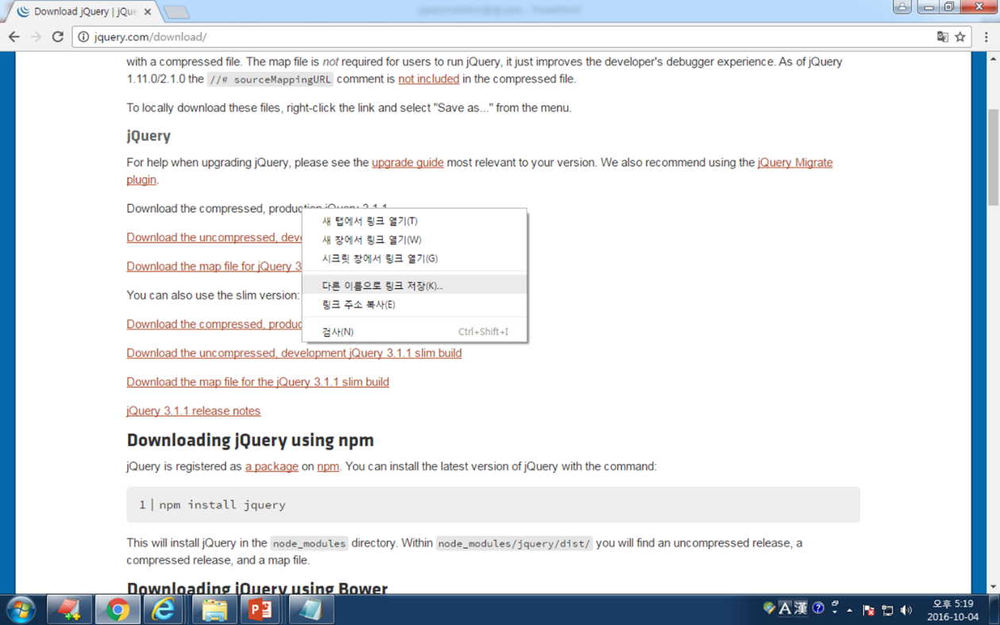 Download jQuery | jQue
jquery.com/download/
with a compressed file. The map file is not required for users to run jQuery, it just improves the developer's debugger experience. As of jQuery
1.11.0/2.1.0 the //# sourceMappingURL comment is not included in the compressed file.
To locally download these files, right-click the link and select "Save as..." from the menu.
jQuery
For help when upgrading jQuery, please see the upgrade guide most relevant to your version. We also recommend using the jQuery Migrate
plugin.
Download the compressed, production jQuery 3.1.1
새 탭에서 링크 열기(T)
Download the uncompressed, deve
새 창에서 링크 열기(W)
시크릿 창에서 링크 열기(G)
Download the map file for jQuery 3
다른 이름으로 링크 저장(K)...
You can also use the slim version:
링크 주소 복사(E)
Download the compressed, produc
검사(N) Ctrl+Shift+I
Download the uncompressed, development jQuery 3.1.1 slim build
Download the map file for the jQuery 3.1.1 slim build
jQuery 3.1.1 release notes
Downloading jQuery using npm
jQuery is registered as a package on npm. You can install the latest version of jQuery with the command:
1 npm install jquery
This will install jQuery in the node_modules directory. Within node_modules/jquery/dist/ you will find an uncompressed release, a
compressed release, and a map file.
Downloading jQuery using Bower
A 漢
오후 5:19
2016-10-04